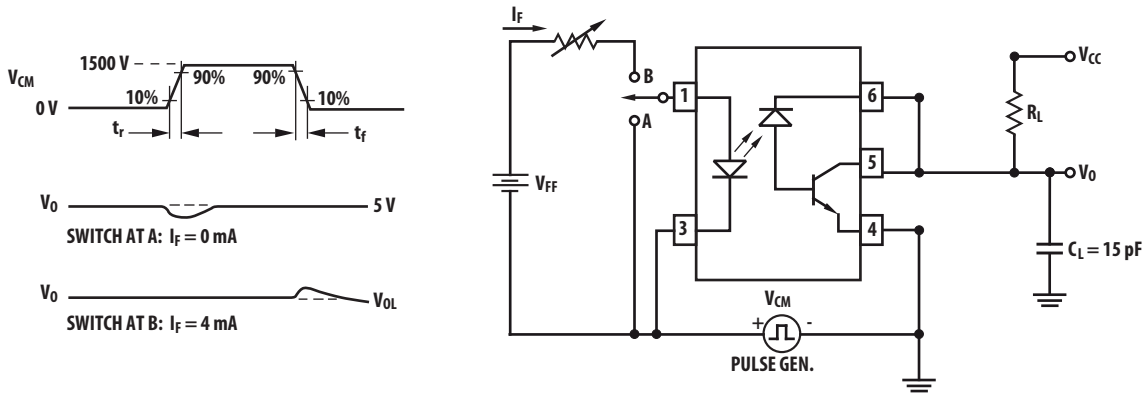 V_CM
1500 V
90% 90%
10% 10%
0 V
t_r t_f
V_O 5 V
SWITCH AT A: I_F = 0 mA
V_O V_OL
SWITCH AT B: I_F = 4 mA
I_F
B
A
V_FF
1
3
6
5
4
V_CC
R_L
V_O
C_L = 15 pF
V_CM
+ -
PULSE GEN.